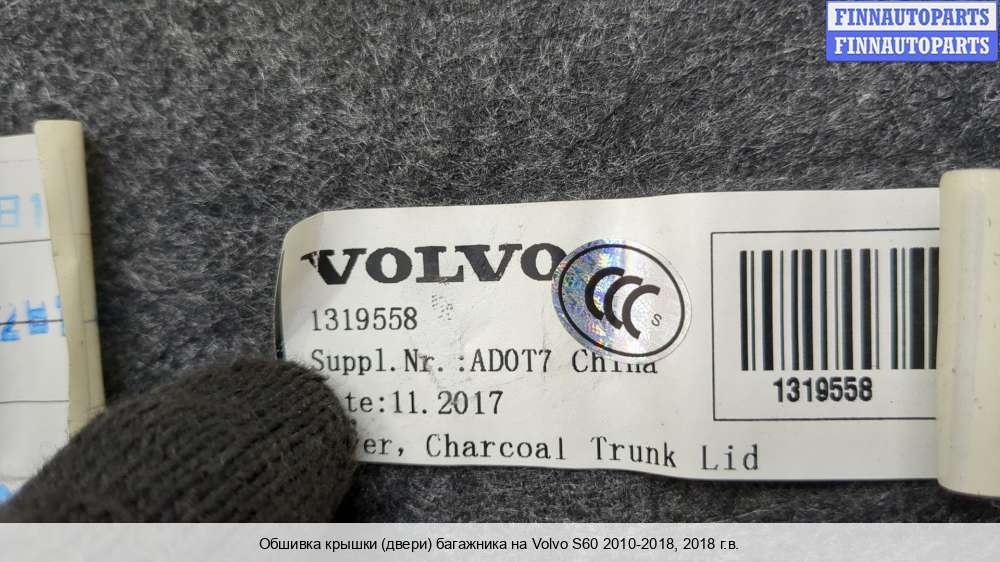 FINNAUTOPARTS
FINNAUTOPARTS
VOLVO
CCC S
1319558
Suppl.Nr.:AD0T7 China
te:11.2017
ver, Charcoal Trunk Lid
1319558
Обшивка крышки (двери) багажника на Volvo S60 2010-2018, 2018 г.в.